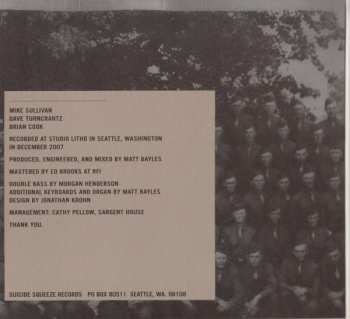 MIKE SULLIVAN
DAVE TURNCRANTZ
BRIAN COOK
RECORDED AT STUDIO LITHO IN SEATTLE, WASHINGTON
IN DECEMBER 2007
PRODUCED, ENGINEERED, AND MIXED BY MATT BAYLES
MASTERED BY ED BROOKS AT RFI
DOUBLE BASS BY MORGAN HENDERSON
ADDITIONAL KEYBOARDS AND ORGAN BY MATT BAYLES
DESIGN BY JONATHAN KROHN
MANAGEMENT: CATHY PELLOW, SARGENT HOUSE
THANK YOU.
SUICIDE SQUEEZE RECORDS PO BOX 80511 SEATTLE, WA. 98108